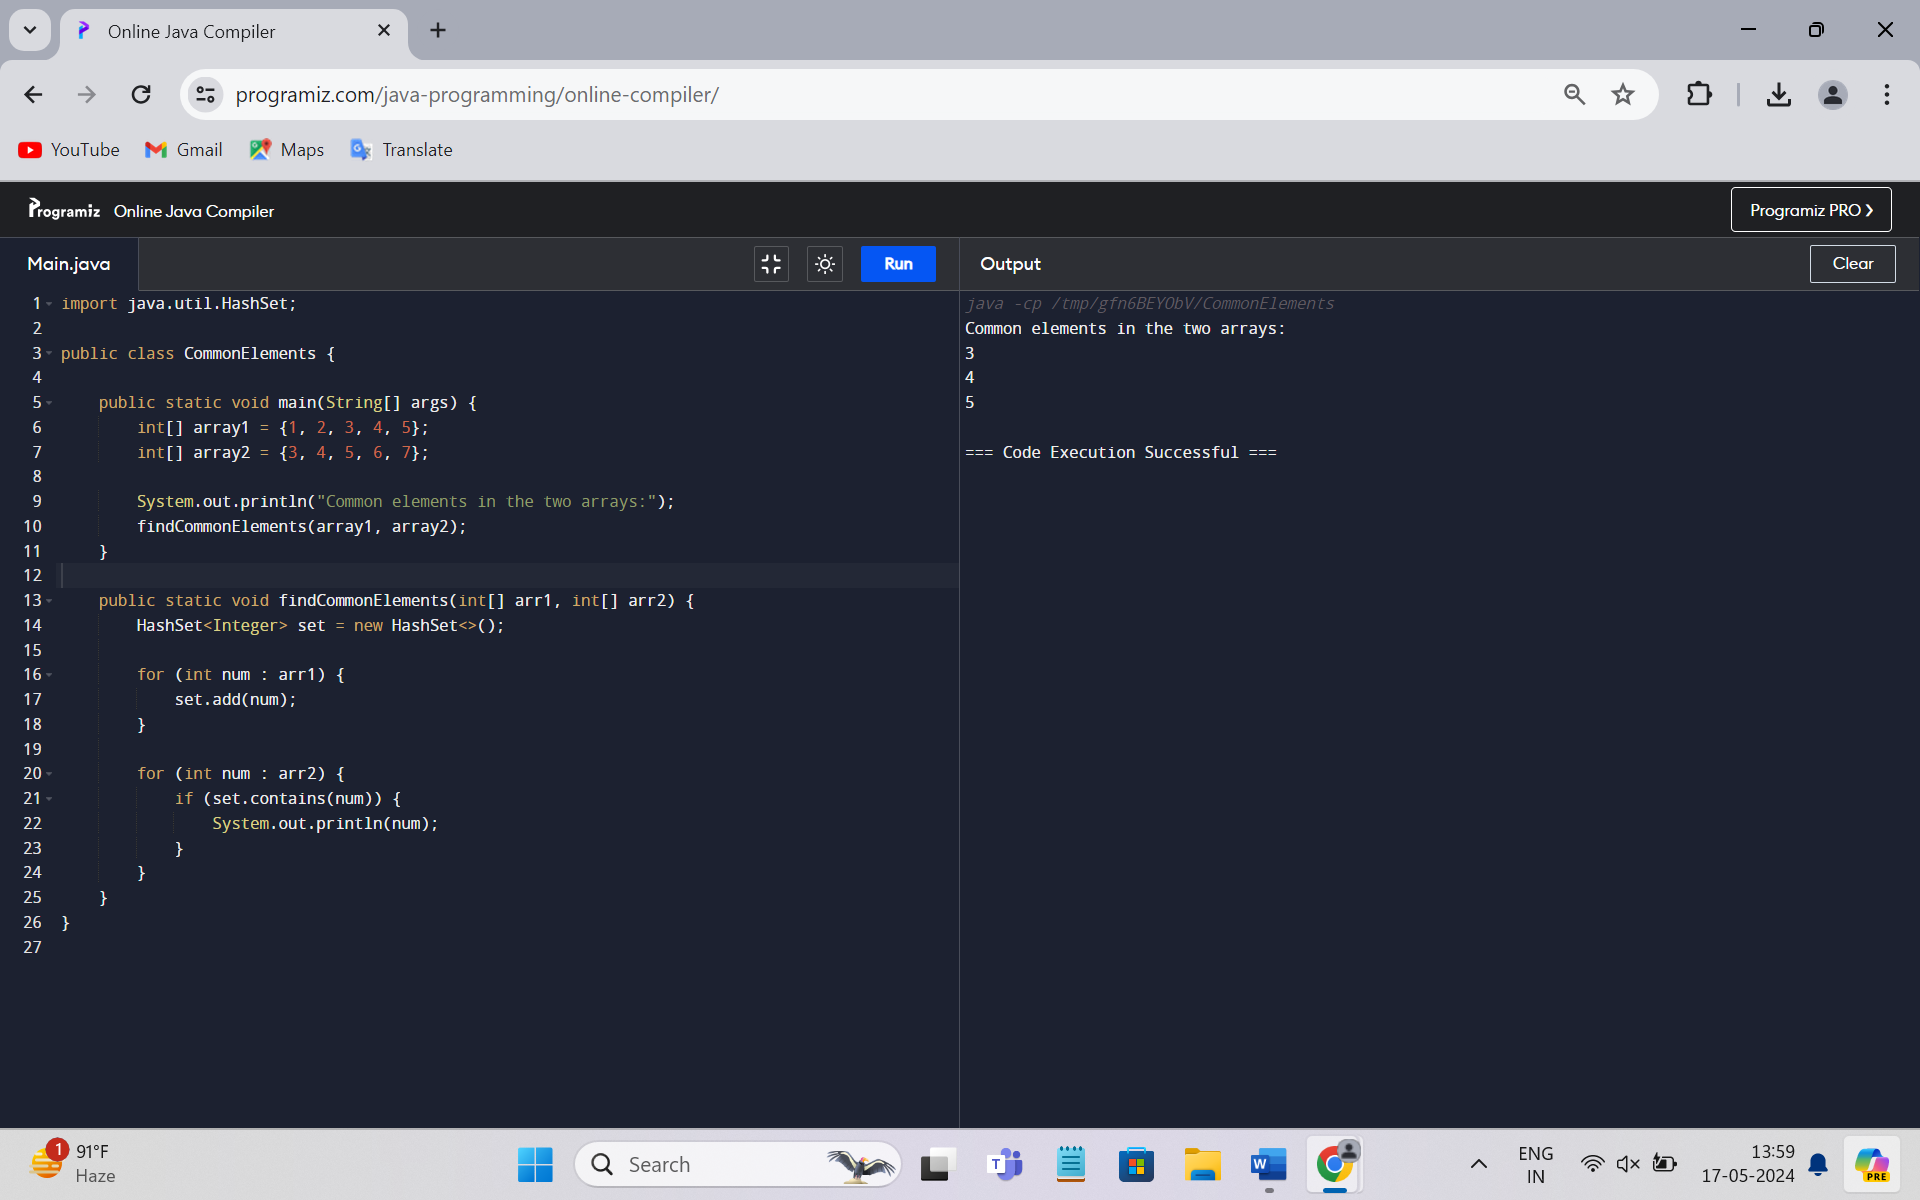 Online Java Compiler
programiz.com/java-programming/online-compiler/
YouTube Gmail Maps Translate
Programiz Online Java Compiler
Programiz PRO ❯
Main.java
Run
Output
Clear
1 import java.util.HashSet;
2
3 public class CommonElements {
4
5     public static void main(String[] args) {
6         int[] array1 = {1, 2, 3, 4, 5};
7         int[] array2 = {3, 4, 5, 6, 7};
8
9         System.out.println("Common elements in the two arrays:");
10         findCommonElements(array1, array2);
11     }
12
13     public static void findCommonElements(int[] arr1, int[] arr2) {
14         HashSet<Integer> set = new HashSet<>();
15
16         for (int num : arr1) {
17             set.add(num);
18         }
19
20         for (int num : arr2) {
21             if (set.contains(num)) {
22                 System.out.println(num);
23             }
24         }
25     }
26 }
27
java -cp /tmp/gfn6BEYObV/CommonElements
Common elements in the two arrays:
3
4
5
=== Code Execution Successful ===
1
91°F
Haze
Search
T
W
PRE
ENG
IN
13:59
17-05-2024